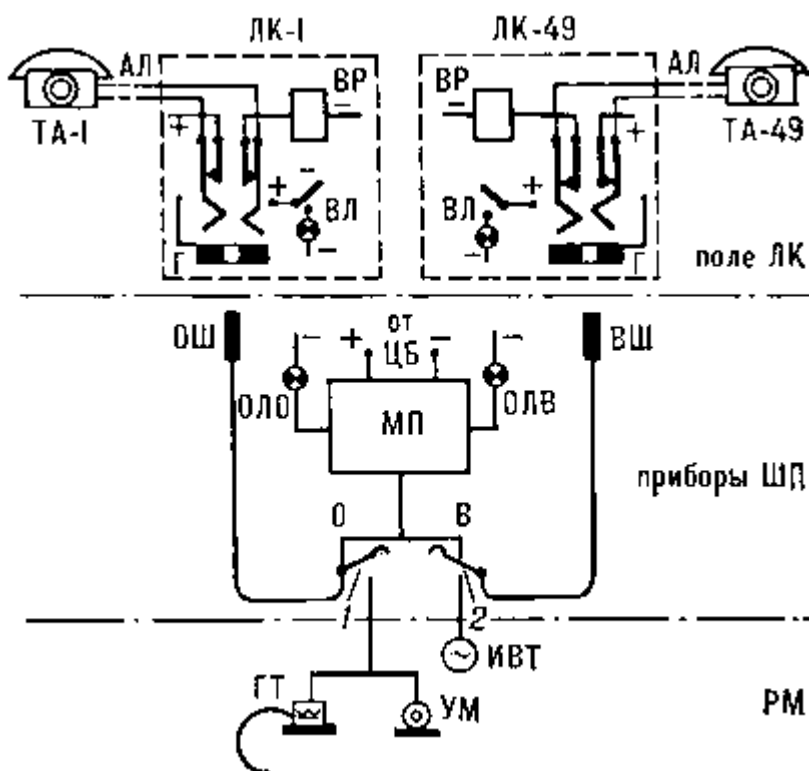 ЛК-1 ЛК-49
АЛ ВР ВР АЛ
ТА-1 + − − + ТА-49
+ − ВЛ − ВЛ + −
Г Г поле ЛК
ОШ − + от ЦБ − − ВШ
ОЛО МП ОЛВ
приборы ШП
О В
1 2
ИВТ
ГТ УМ РМ